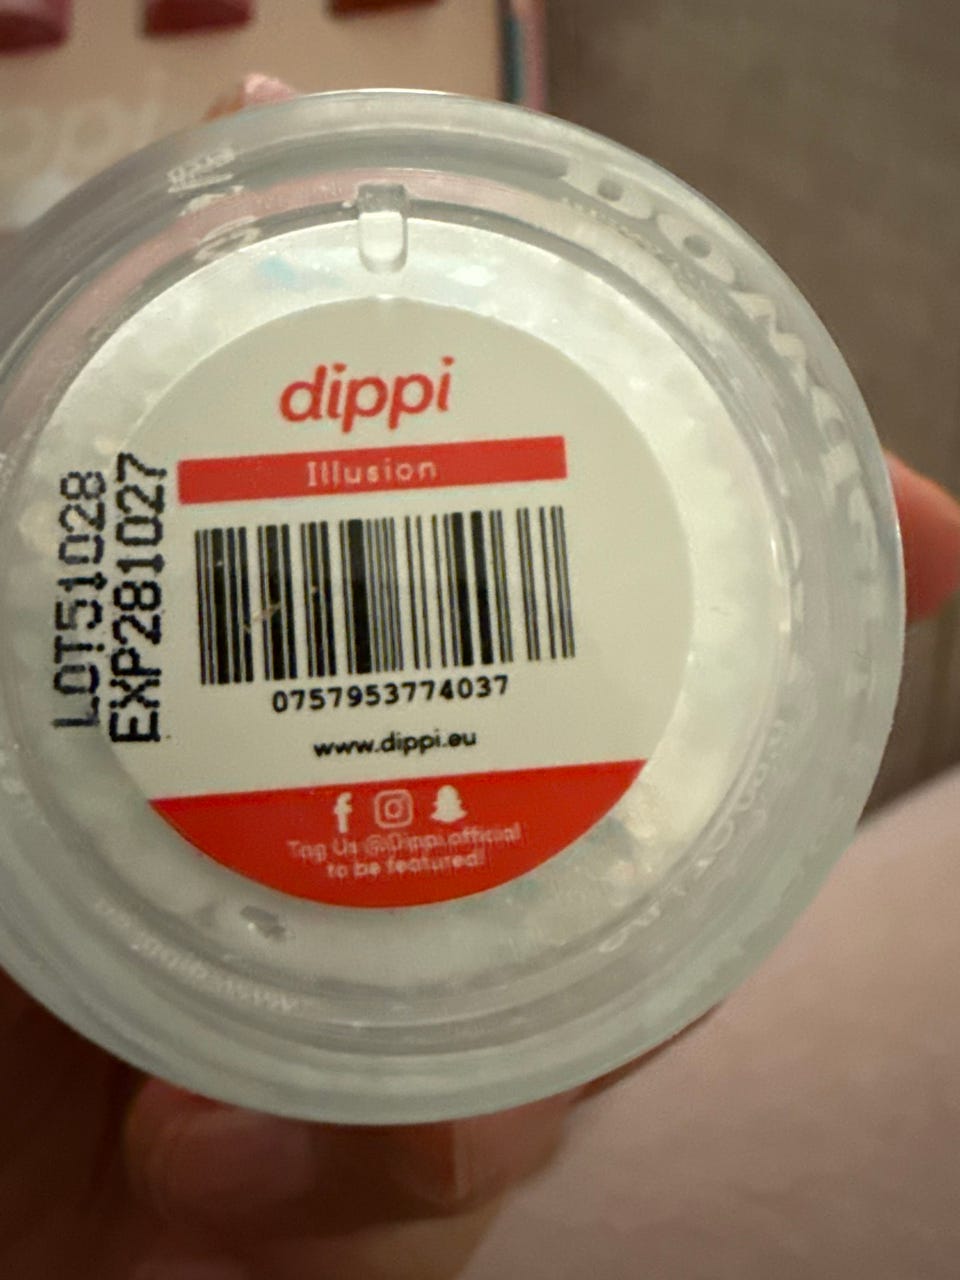 dippi
Illusion
LOT51028
EXP281027
0757953774037
www.dippi.eu
Tag Us @Dippi.official
to be featured!